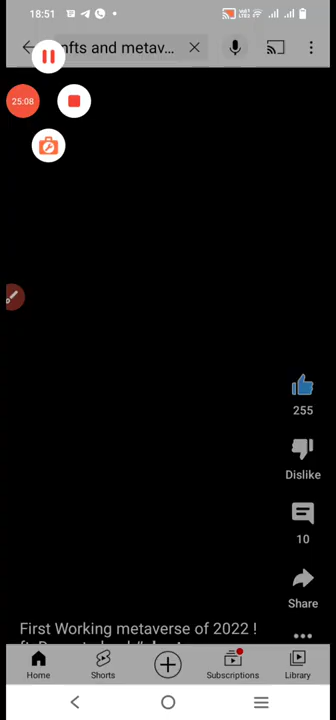 18:51
nfts and metav...
25:08
255
Dislike
10
Share
First Working metaverse of 2022 !
Home
Shorts
Subscriptions
Library